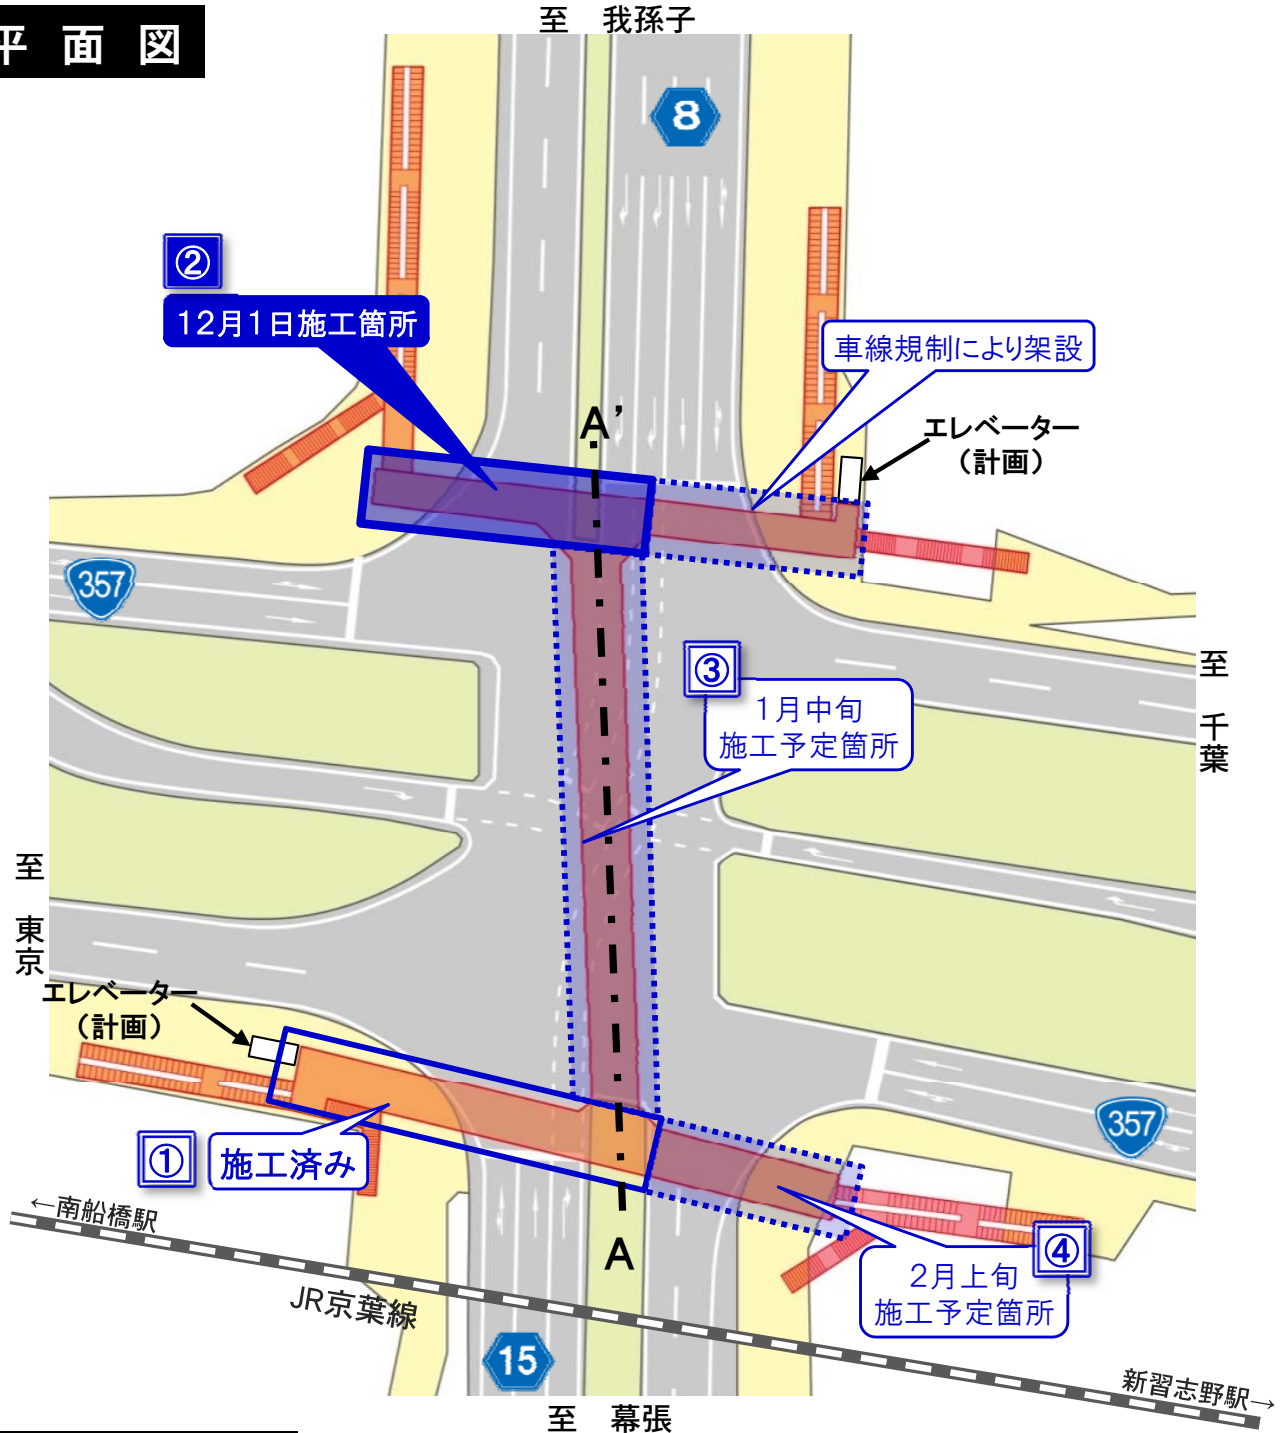 平面図
至 我孫子
8
②
12月1日施工箇所
車線規制により架設
A'
エレベーター
（計画）
357
③
1月中旬
施工予定箇所
至 千葉
至 東京
エレベーター
（計画）
357
①
施工済み
←南船橋駅
A
④
2月上旬
施工予定箇所
JR京葉線
15
新習志野駅→
至 幕張